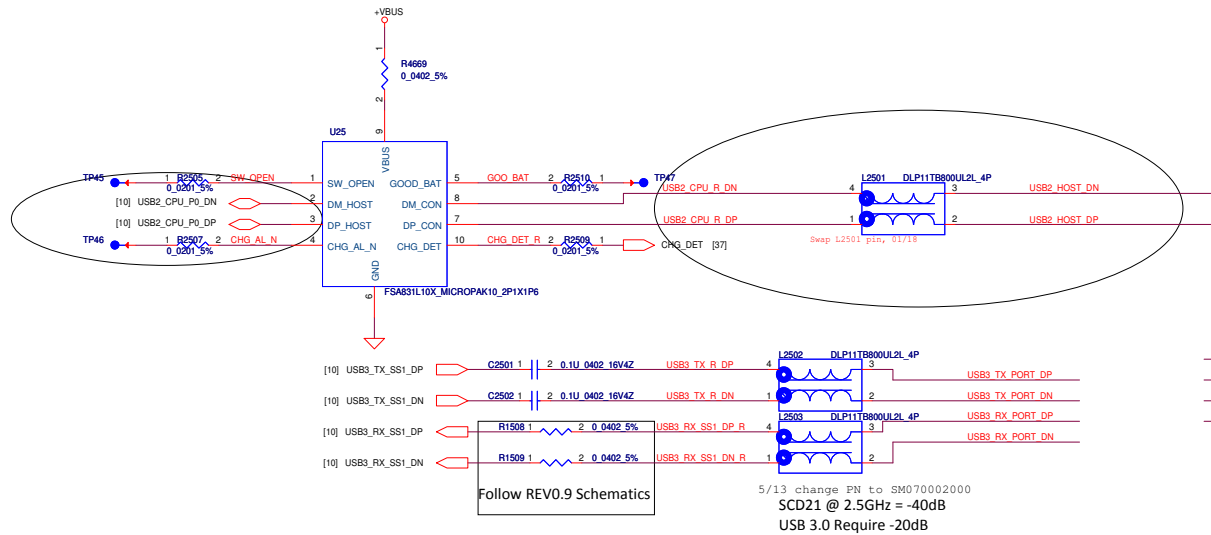 +VBUS
1
R4669
0_0402_5%
2
9
U25
VBUS
TP45 1 R2505 2 SW_OPEN 1 SW_OPEN
0_0201_5%
GOOD_BAT 5 GOO_BAT 2 R2510 1 TP47
0_0201_5%
[10] USB2_CPU_P0_DN 2 DM_HOST
DM_CON 8 USB2_CPU_R_DN
[10] USB2_CPU_P0_DP 3 DP_HOST
DP_CON 7 USB2_CPU_R_DP
TP46 1 R2507 2 CHG_AL_N 4 CHG_AL_N
0_0201_5%
CHG_DET 10 CHG_DET_R 2 R2509 1 CHG_DET [37]
0_0201_5%
GND
6
FSA831L10X_MICROPAK10_2P1X1P6
L2501 DLP11TB800UL2L_4P
4 3 USB2_HOST_DN
1 2 USB2_HOST_DP
Swap L2501 pin, 01/18
L2502 DLP11TB800UL2L_4P
[10] USB3_TX_SS1_DP C2501 1 2 0.1U_0402_16V4Z USB3_TX_R_DP 4 3
USB3_TX_PORT_DP
[10] USB3_TX_SS1_DN C2502 1 2 0.1U_0402_16V4Z USB3_TX_R_DN 1 2
USB3_TX_PORT_DN
L2503 DLP11TB800UL2L_4P
USB3_RX_PORT_DP
[10] USB3_RX_SS1_DP R1508 1 2 0_0402_5% USB3_RX_SS1_DP_R 4 3
USB3_RX_PORT_DN
[10] USB3_RX_SS1_DN R1509 1 2 0_0402_5% USB3_RX_SS1_DN_R 1 2
Follow REV0.9 Schematics
5/13 change PN to SM070002000
SCD21 @ 2.5GHz = -40dB
USB 3.0 Require -20dB